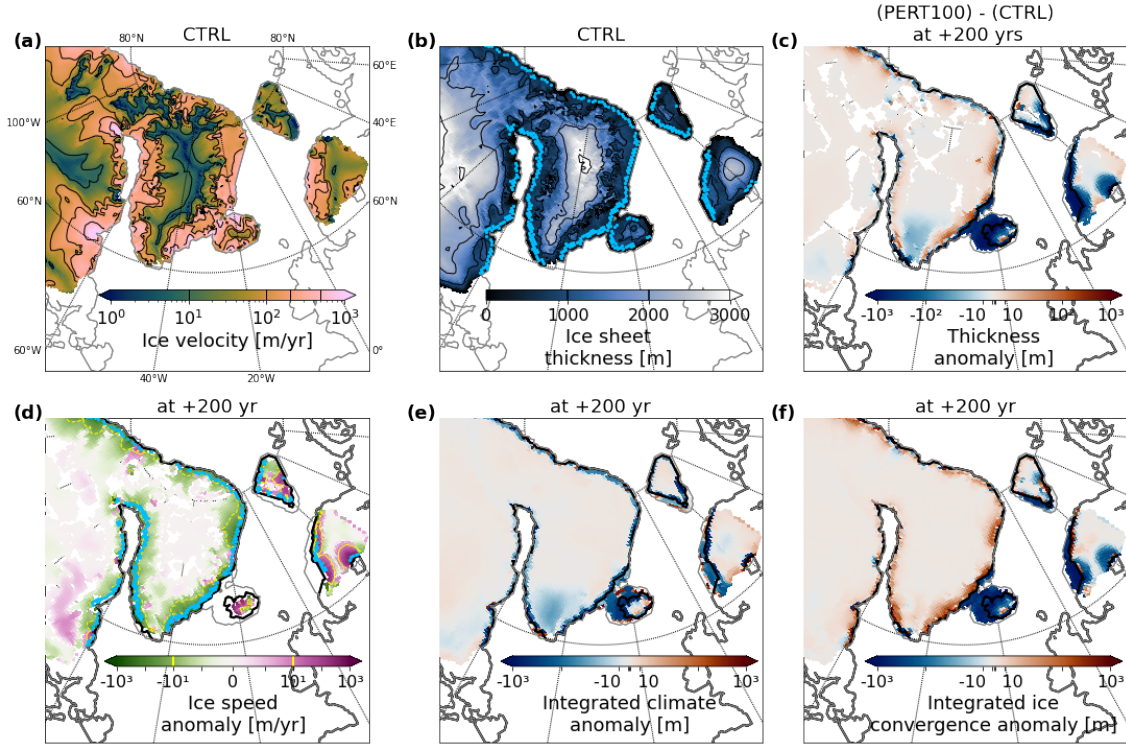 (PERT100) - (CTRL)
(a) CTRL (b) CTRL (c) at +200 yrs
80°N 80°N
60°E
100°W
40°E
60°N
20°E
60°N
10⁰ 10¹ 10² 10³
Ice velocity [m/yr]
0 1000 2000 3000
Ice sheet
thickness [m]
-10³ -10² -10 10 10² 10³
Thickness
anomaly [m]
60°W
0°
40°W 20°W
(d) at +200 yr (e) at +200 yr (f) at +200 yr
-10³ -10¹ 0 10¹ 10³
Ice speed
anomaly [m/yr]
-10³ -10 10 10³
Integrated climate
anomaly [m]
-10³ -10 10 10³
Integrated ice
convergence anomaly [m]